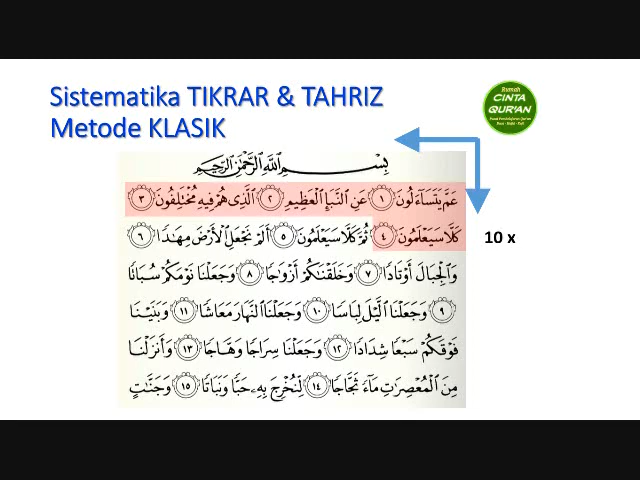 Sistematika TIKRAR & TAHRIZ
Metode KLASIK
Rumah
CINTA
QUR'AN
بِسْمِ اللَّهِ الرَّحْمَٰنِ الرَّحِيمِ
عَمَّ يَتَسَاءَلُونَ ١ عَنِ النَّبَإِ الْعَظِيمِ ٢ الَّذِي هُمْ فِيهِ مُخْتَلِفُونَ ٣
كَلَّا سَيَعْلَمُونَ ٤ ثُمَّ كَلَّا سَيَعْلَمُونَ ٥ أَلَمْ نَجْعَلِ الْأَرْضَ مِهَادًا ٦
10 x
وَالْجِبَالَ أَوْتَادًا ٧ وَخَلَقْنَاكُمْ أَزْوَاجًا ٨ وَجَعَلْنَا نَوْمَكُمْ سُبَاتًا
٩ وَجَعَلْنَا اللَّيْلَ لِبَاسًا ١٠ وَجَعَلْنَا النَّهَارَ مَعَاشًا ١١ وَبَنَيْنَا
فَوْقَكُمْ سَبْعًا شِدَادًا ١٢ وَجَعَلْنَا سِرَاجًا وَهَّاجًا ١٣ وَأَنْزَلْنَا
مِنَ الْمُعْصِرَاتِ مَاءً ثَجَّاجًا ١٤ لِنُخْرِجَ بِهِ حَبًّا وَنَبَاتًا ١٥ وَجَنَّاتٍ